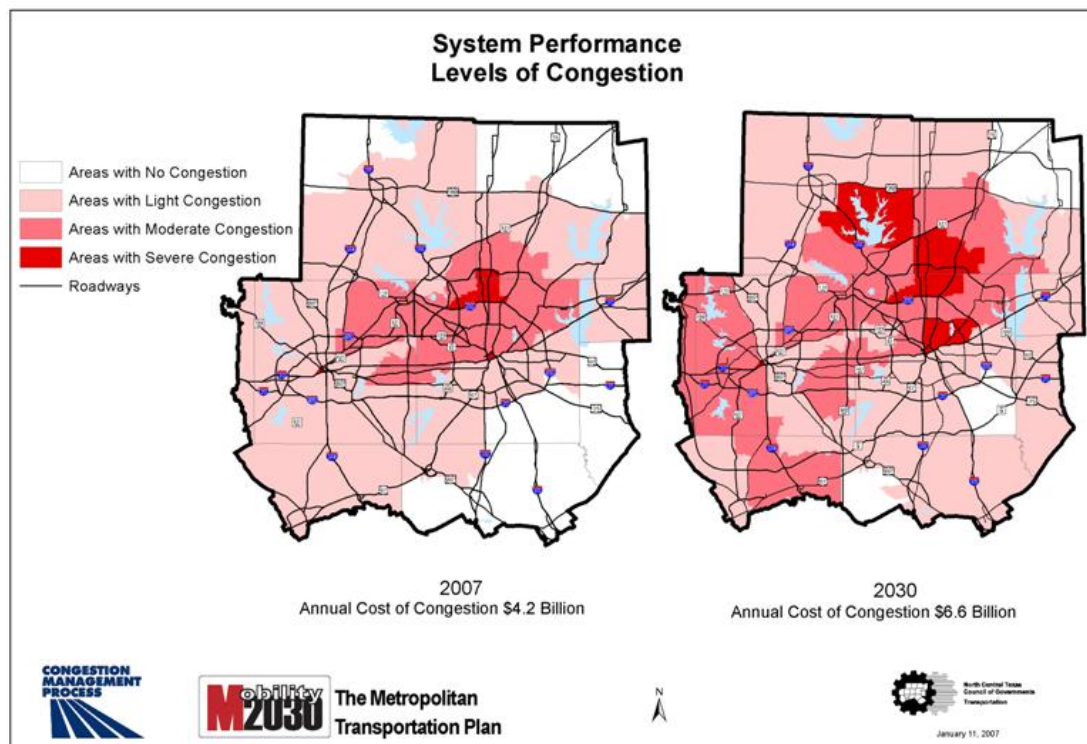 System Performance
Levels of Congestion
Areas with No Congestion
Areas with Light Congestion
Areas with Moderate Congestion
Areas with Severe Congestion
Roadways
2007
Annual Cost of Congestion $4.2 Billion
2030
Annual Cost of Congestion $6.6 Billion
CONGESTION
MANAGEMENT
PROCESS
Mobility
2030
The Metropolitan
Transportation Plan
N
North Central Texas
Council of Governments
Transportation
January 11, 2007